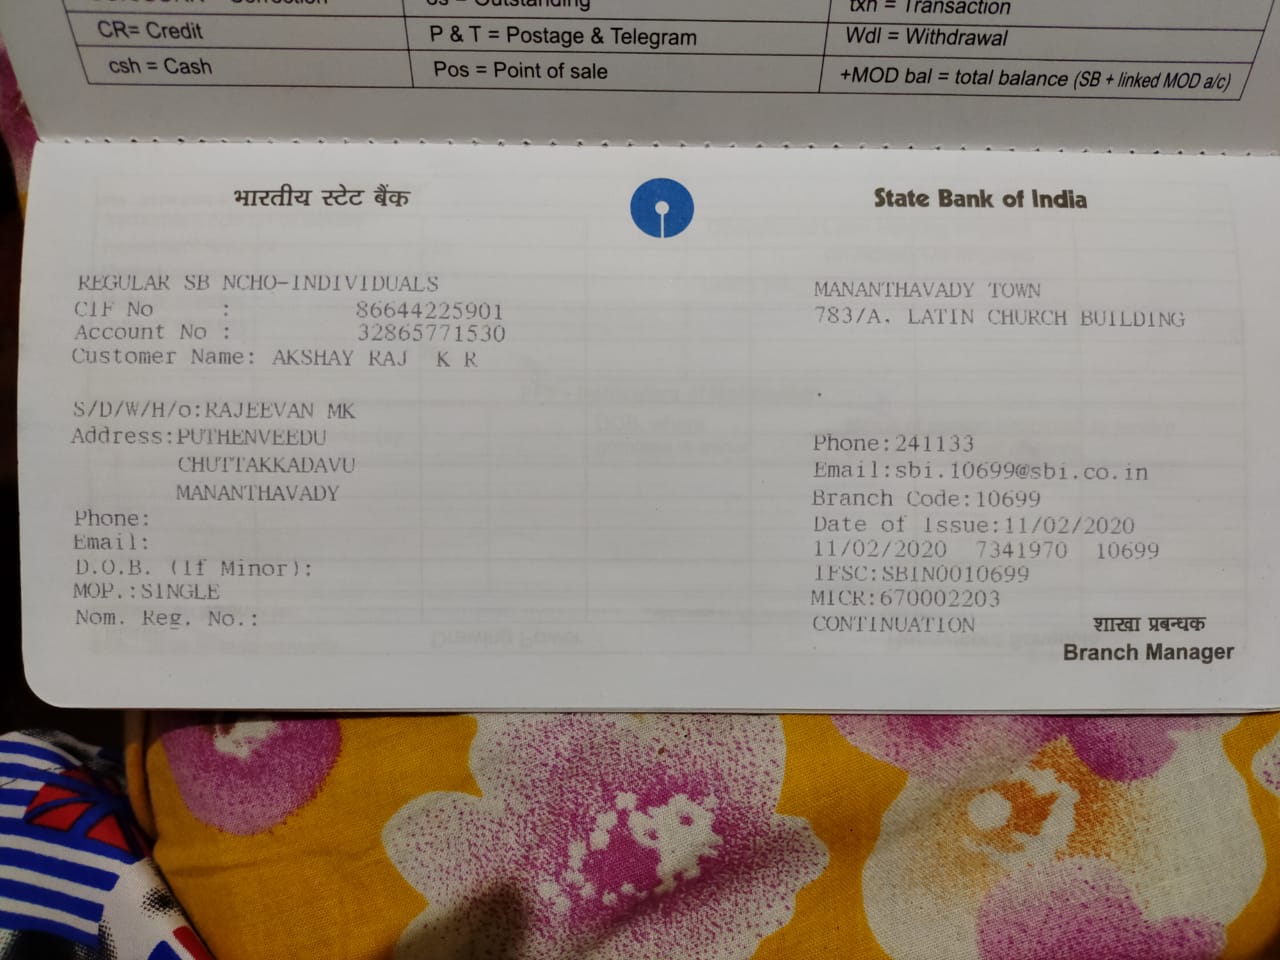 Correction os = Outstanding txn = Transaction
CR= Credit P & T = Postage & Telegram Wdl = Withdrawal
csh = Cash Pos = Point of sale +MOD bal = total balance (SB + linked MOD a/c)
भारतीय स्टेट बैंक State Bank of India
REGULAR SB NCHO-INDIVIDUALS
CIF No : 86644225901
Account No : 32865771530
Customer Name: AKSHAY RAJ K R
S/D/W/H/o:RAJEEVAN MK
Address:PUTHENVEEDU
CHUTTAKKADAVU
MANANTHAVADY
Phone:
Email:
D.O.B. (If Minor):
MOP.:SINGLE
Nom. Reg. No.:
MANANTHAVADY TOWN
783/A, LATIN CHURCH BUILDING
Phone:241133
Email:sbi.10699@sbi.co.in
Branch Code:10699
Date of Issue:11/02/2020
11/02/2020 7341970 10699
IFSC:SBIN0010699
MICR:670002203
CONTINUATION शाखा प्रबन्धक
Branch Manager